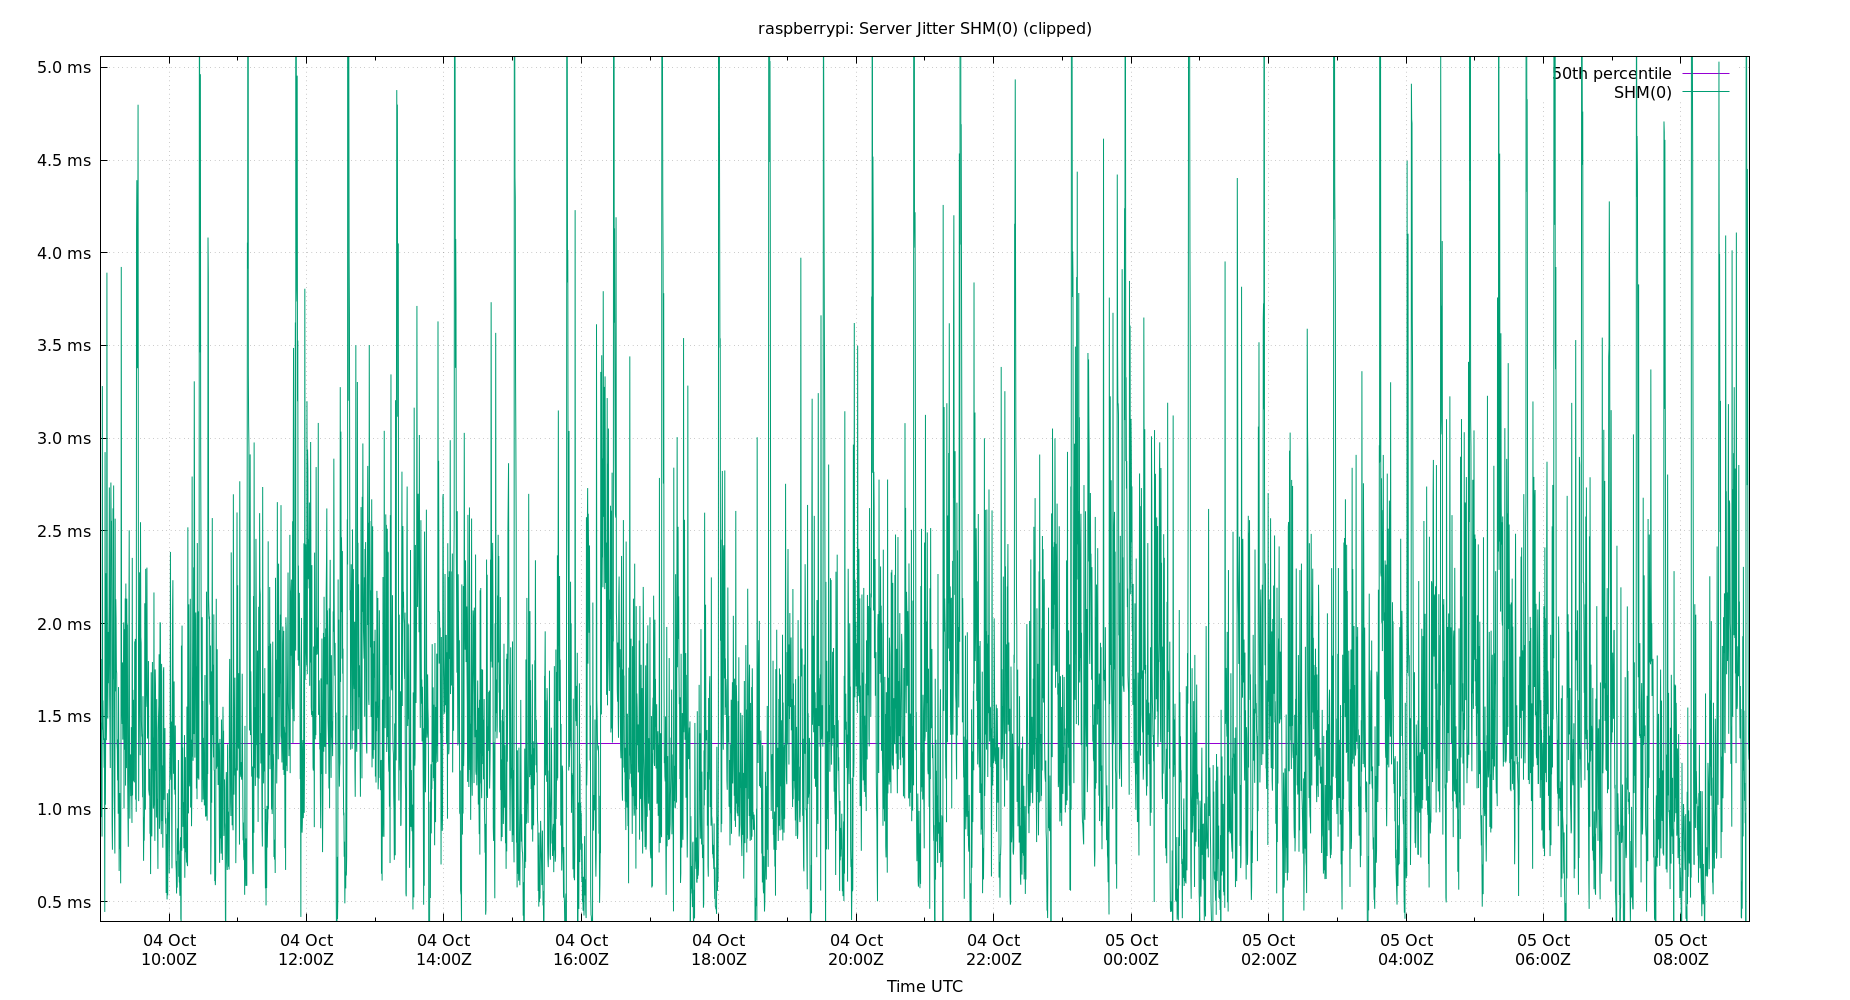 raspberrypi: Server Jitter SHM(0) (clipped)
5.0 ms
4.5 ms
4.0 ms
3.5 ms
3.0 ms
2.5 ms
2.0 ms
1.5 ms
1.0 ms
0.5 ms
50th percentile
SHM(0)
04 Oct 04 Oct 04 Oct 04 Oct 04 Oct 04 Oct 04 Oct 05 Oct 05 Oct 05 Oct 05 Oct 05 Oct
10:00Z 12:00Z 14:00Z 16:00Z 18:00Z 20:00Z 22:00Z 00:00Z 02:00Z 04:00Z 06:00Z 08:00Z
Time UTC